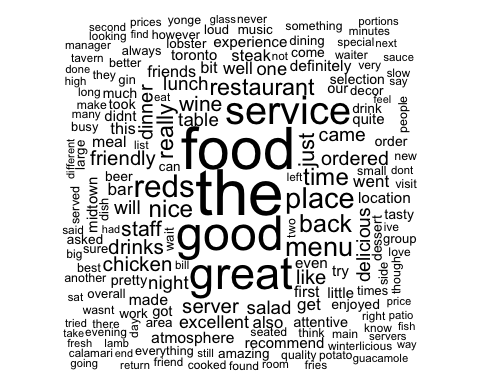 second prices yonge glass never
looking find however loud music something portions
manager always lobster experience dining special next minutes
tavern better toronto steak not come waiter sauce
done they friends bit well one definitely very slow
high gin lunch restaurant our selection say
long much dinner eat wine service decor feel people
make took really table drink
many didnt quite
busy this food just came order
different large meal list ordered new
friendly can left time small dont
beer the place went visit
served midtown dish bar reds location
will nice two back delicious dessert tasty
said had staff wait good menu ive
asked group
big sure drinks side though love
best chicken bill great even try
another pretty night like times
sat overall made first little price
wasnt work got server salad get enjoyed
tried there day area excellent also attentive right patio
take evening atmosphere seated think main know fish
fresh lamb recommend winterlicious servers way
calamari end everything still amazing quality potato guacamole
going return friend cooked found room fries